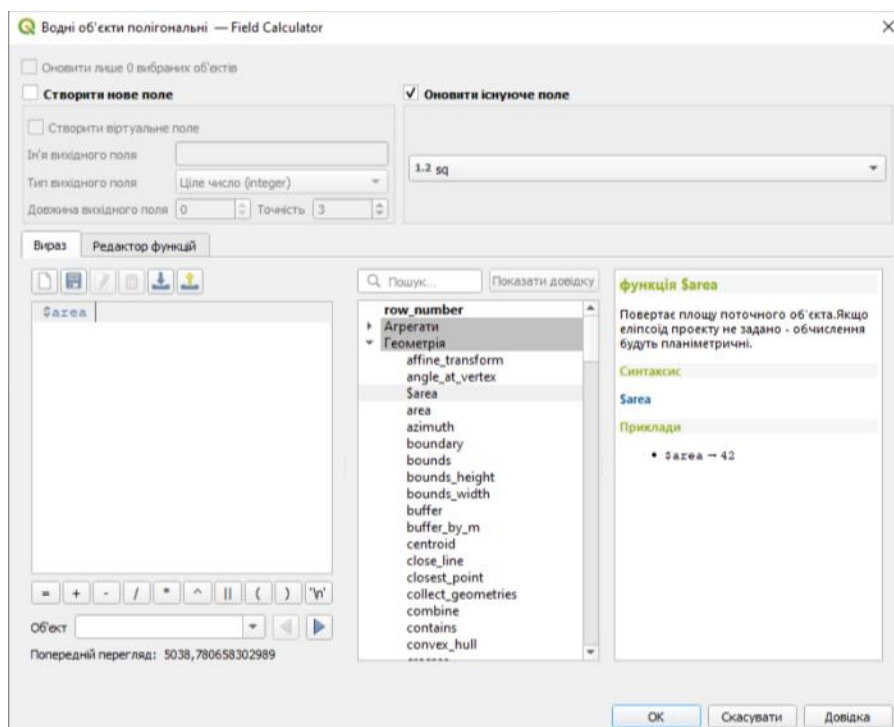 Водні об'єкти полігональні — Field Calculator
Оновити лише 0 вибраних об'єктів
Створити нове поле
Оновити існуюче поле
Створити віртуальне поле
Ім'я вихідного поля
Тип вихідного поля Ціле число (integer)
Довжина вихідного поля 0 Точність 3
1.2 sq
Вираз Редактор функцій
$area
= + - / * ^ || ( ) '\n'
Об'єкт
Попередній перегляд: 5038,780658302989
Пошук... Показати довідку
row_number
Агрегати
Геометрія
affine_transform
angle_at_vertex
$area
area
azimuth
boundary
bounds
bounds_height
bounds_width
buffer
buffer_by_m
centroid
close_line
closest_point
collect_geometries
combine
contains
convex_hull
функція $area
Повертає площу поточного об'єкта.Якщо
еліпсоїд проекту не задано - обчислення
будуть планіметричні.
Синтаксис
$area
Приклади
• $area → 42
OK Скасувати Довідка